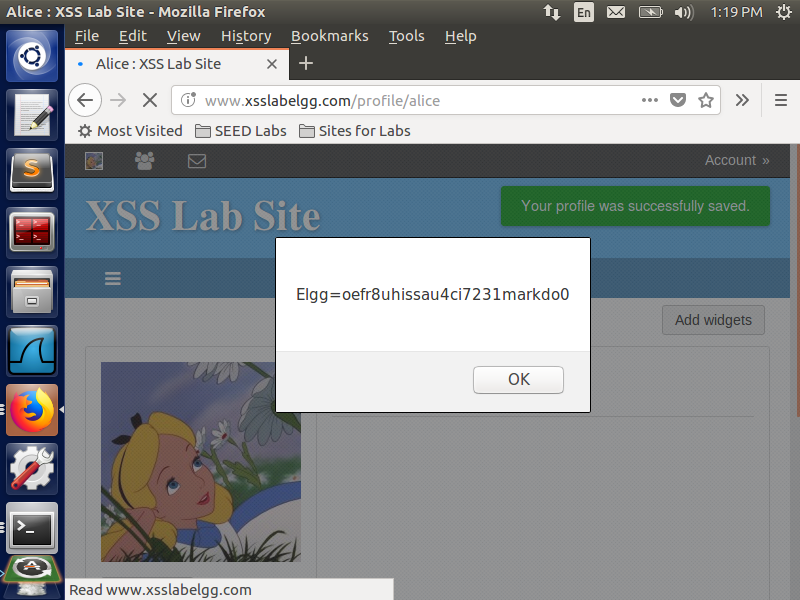 Alice : XSS Lab Site - Mozilla Firefox
En
1:19 PM
File Edit View History Bookmarks Tools Help
Alice : XSS Lab Site
www.xsslabelgg.com/profile/alice
Most Visited SEED Labs Sites for Labs
Account »
XSS Lab Site
Your profile was successfully saved.
Elgg=oefr8uhissau4ci7231markdo0
Add widgets
OK
Read www.xsslabelgg.com